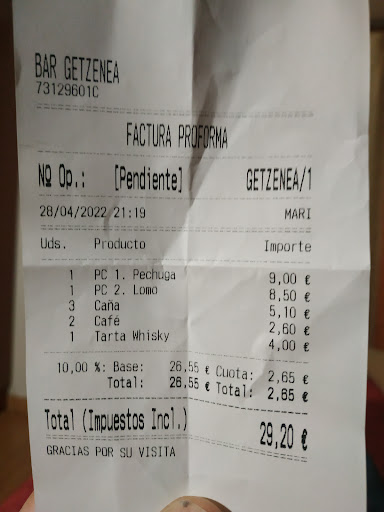 BAR GETZENEA
73129601C
FACTURA PROFORMA
Nº Op.: [Pendiente] GETZENEA/1
28/04/2022 21:19 MARI
Uds. Producto Importe
1 PC 1. Pechuga 9,00 €
1 PC 2. Lomo 8,50 €
3 Caña 5,10 €
2 Café 2,60 €
1 Tarta Whisky 4,00 €
10,00 %: Base: 26,55 € Cuota: 2,65 €
Total: 26,55 € Total: 2,65 €
Total (Impuestos Incl.) 29,20 €
GRACIAS POR SU VISITA